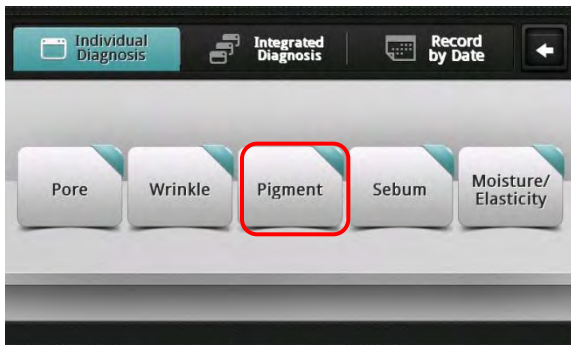 Individual
Diagnosis
Integrated
Diagnosis
Record
by Date
Pore
Wrinkle
Pigment
Sebum
Moisture/
Elasticity